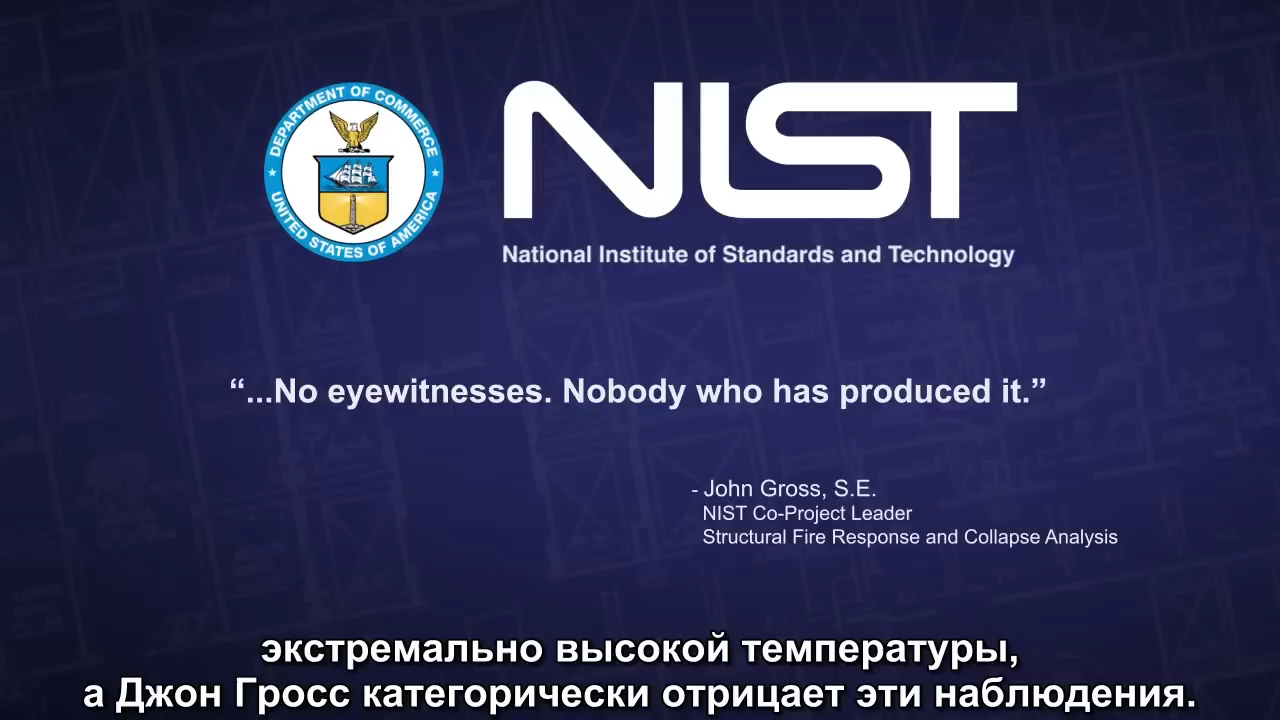 DEPARTMENT OF COMMERCE
UNITED STATES OF AMERICA
NIST
National Institute of Standards and Technology
“...No eyewitnesses. Nobody who has produced it.”
- John Gross, S.E.
NIST Co-Project Leader
Structural Fire Response and Collapse Analysis
экстремально высокой температуры,
а Джон Гросс категорически отрицает эти наблюдения.